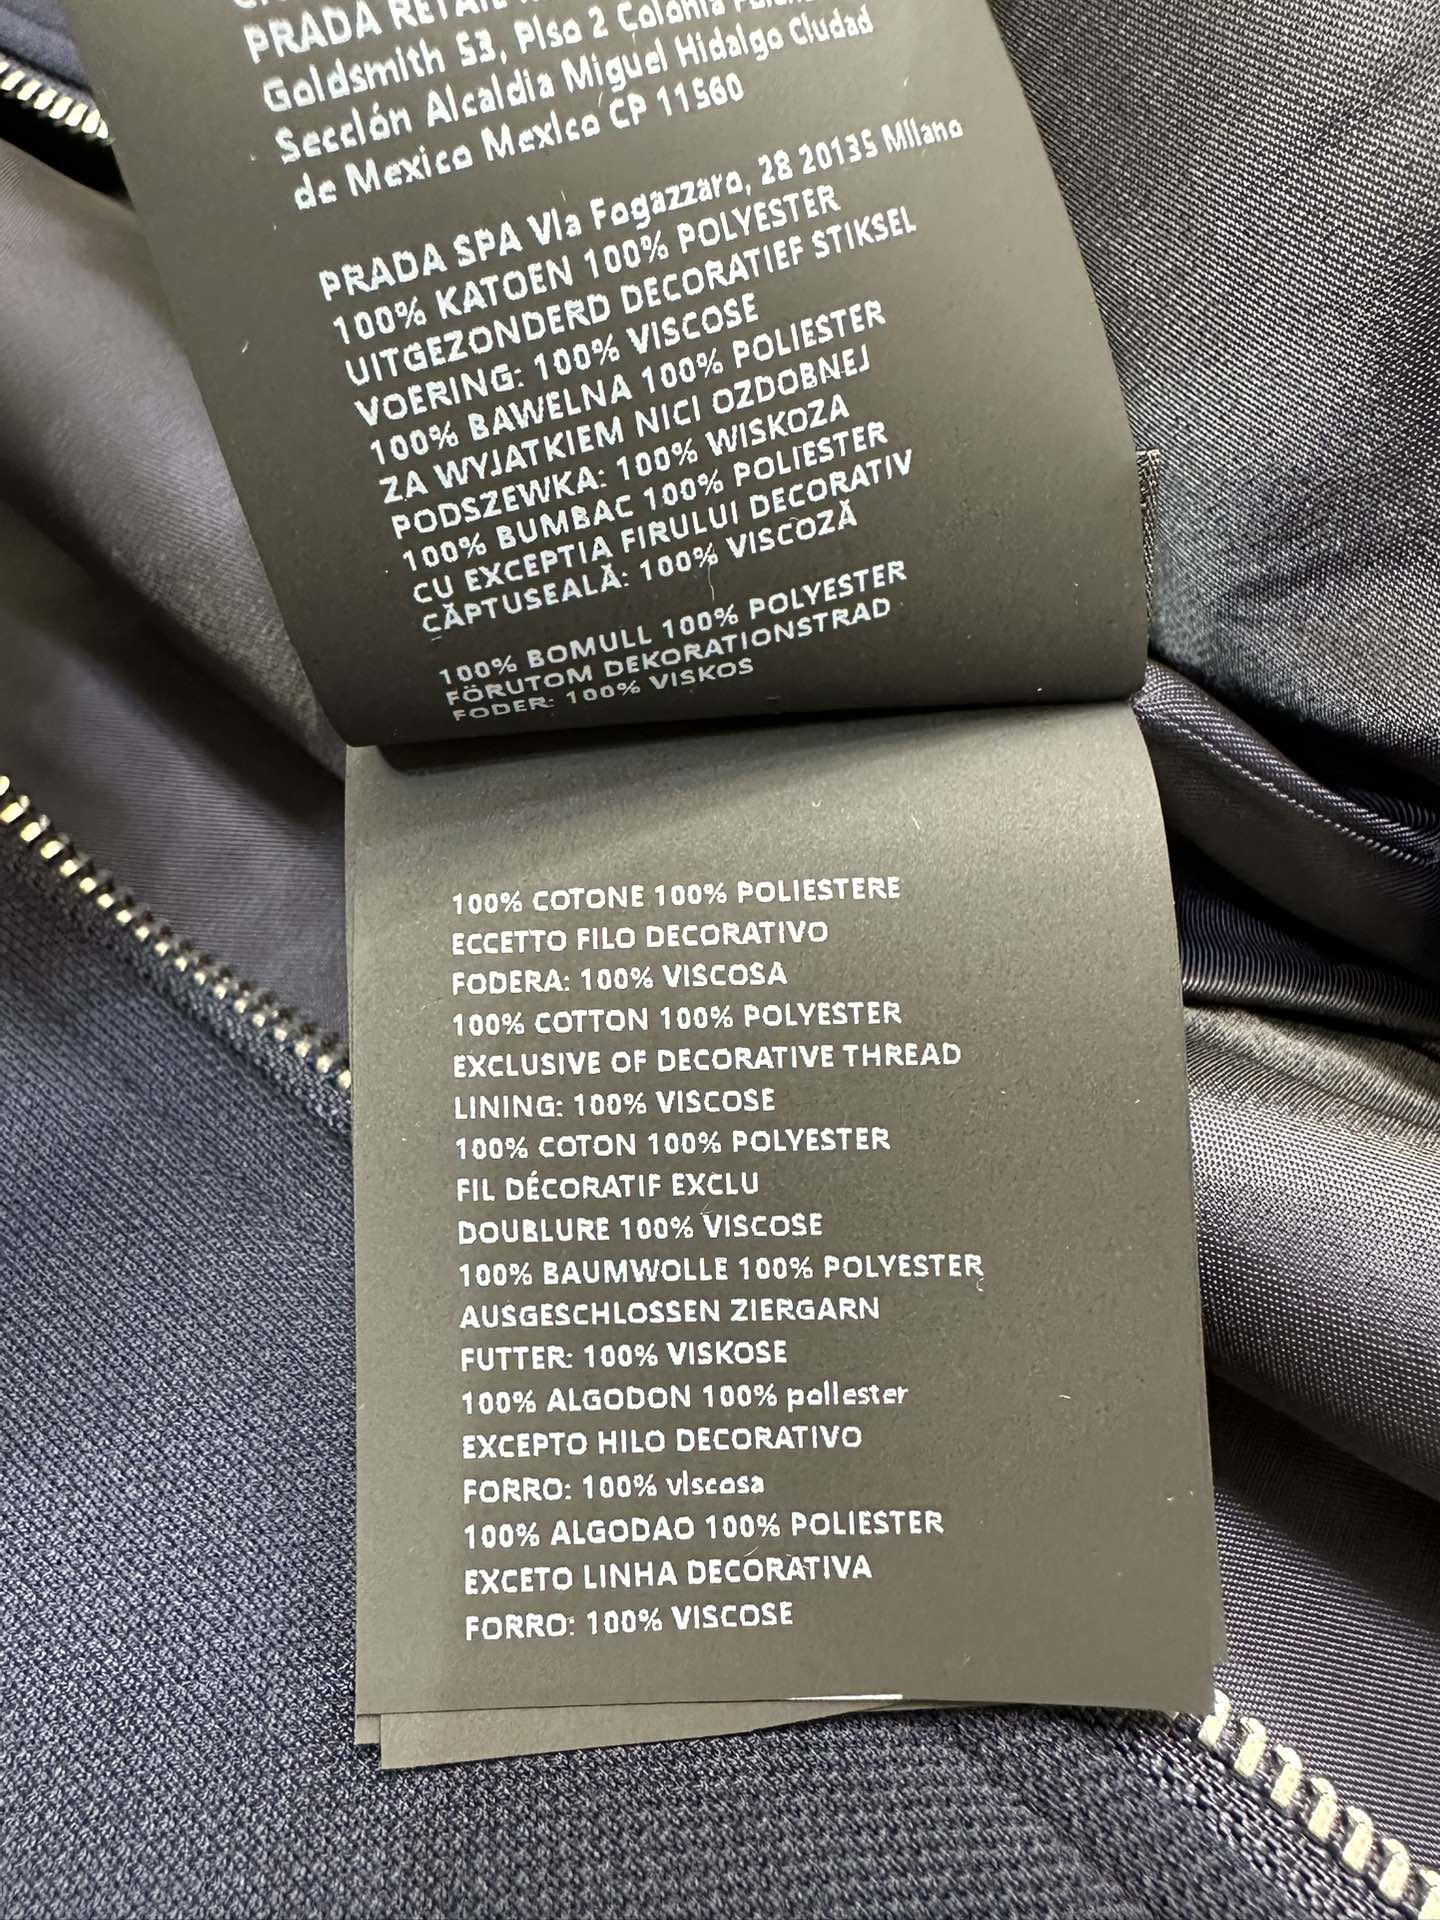 PRADA RETAIL
Goldsmith 53, Piso 2 Colonia
Sección Alcaldia Miguel Hidalgo Ciudad
de Mexico Mexico CP 11560
PRADA SPA Via Fogazzaro, 28 20135 Milano
100% KATOEN 100% POLYESTER
UITGEZONDERD DECORATIEF STIKSEL
VOERING: 100% VISCOSE
100% BAWELNA 100% POLIESTER
ZA WYJATKIEM NICI OZDOBNEJ
PODSZEWKA: 100% WISKOZA
100% BUMBAC 100% POLIESTER
CU EXCEPTIA FIRULUI DECORATIV
CĂPTUSEALĂ: 100% VISCOZĂ
100% BOMULL 100% POLYESTER
FÖRUTOM DEKORATIONSTRAD
FODER: 100% VISKOS
100% COTONE 100% POLIESTERE
ECCETTO FILO DECORATIVO
FODERA: 100% VISCOSA
100% COTTON 100% POLYESTER
EXCLUSIVE OF DECORATIVE THREAD
LINING: 100% VISCOSE
100% COTON 100% POLYESTER
FIL DÉCORATIF EXCLU
DOUBLURE 100% VISCOSE
100% BAUMWOLLE 100% POLYESTER
AUSGESCHLOSSEN ZIERGARN
FUTTER: 100% VISKOSE
100% ALGODON 100% poliester
EXCEPTO HILO DECORATIVO
FORRO: 100% viscosa
100% ALGODAO 100% POLIESTER
EXCETO LINHA DECORATIVA
FORRO: 100% VISCOSE